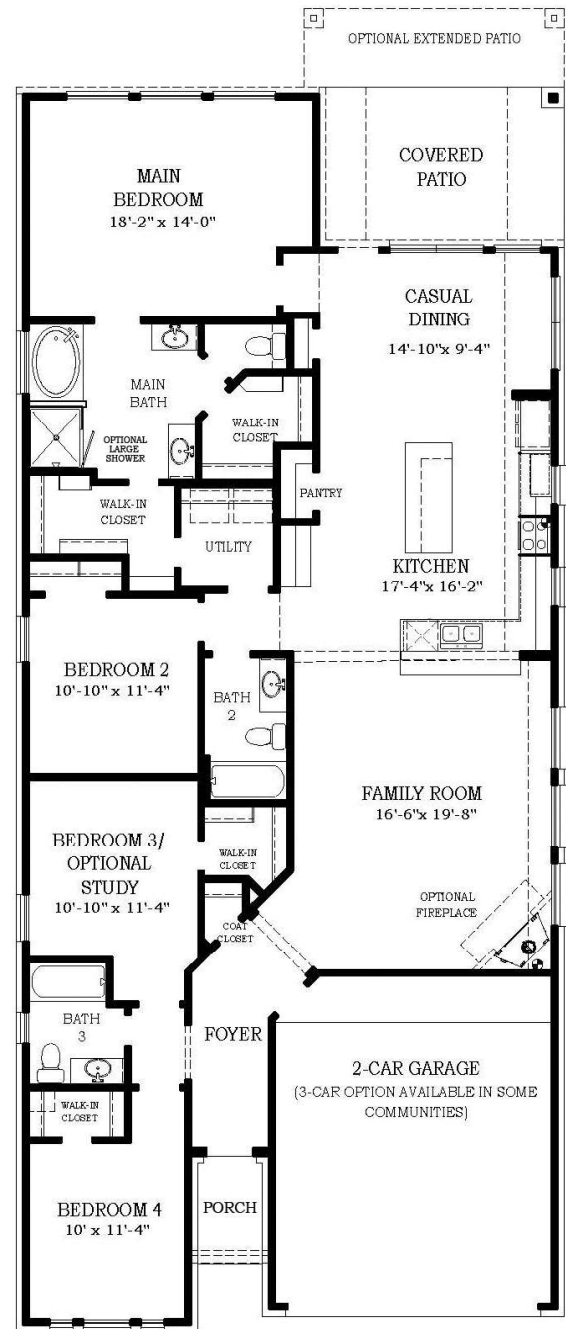 OPTIONAL EXTENDED PATIO
COVERED
PATIO
MAIN
BEDROOM
18'-2" x 14'-0"
CASUAL
DINING
14'-10"x 9'-4"
MAIN
BATH
OPTIONAL
LARGE
SHOWER
WALK-IN
CLOSET
WALK-IN
CLOSET
PANTRY
UTILITY
KITCHEN
17'-4"x 16'-2"
BEDROOM 2
10'-10" x 11'-4"
BATH
2
FAMILY ROOM
16'-6"x 19'-8"
BEDROOM 3/
OPTIONAL
STUDY
10'-10" x 11'-4"
WALK-IN
CLOSET
OPTIONAL
FIREPLACE
COAT
CLOSET
BATH
3
FOYER
2-CAR GARAGE
(3-CAR OPTION AVAILABLE IN SOME
COMMUNITIES)
WALK-IN
CLOSET
BEDROOM 4
10' x 11'-4"
PORCH